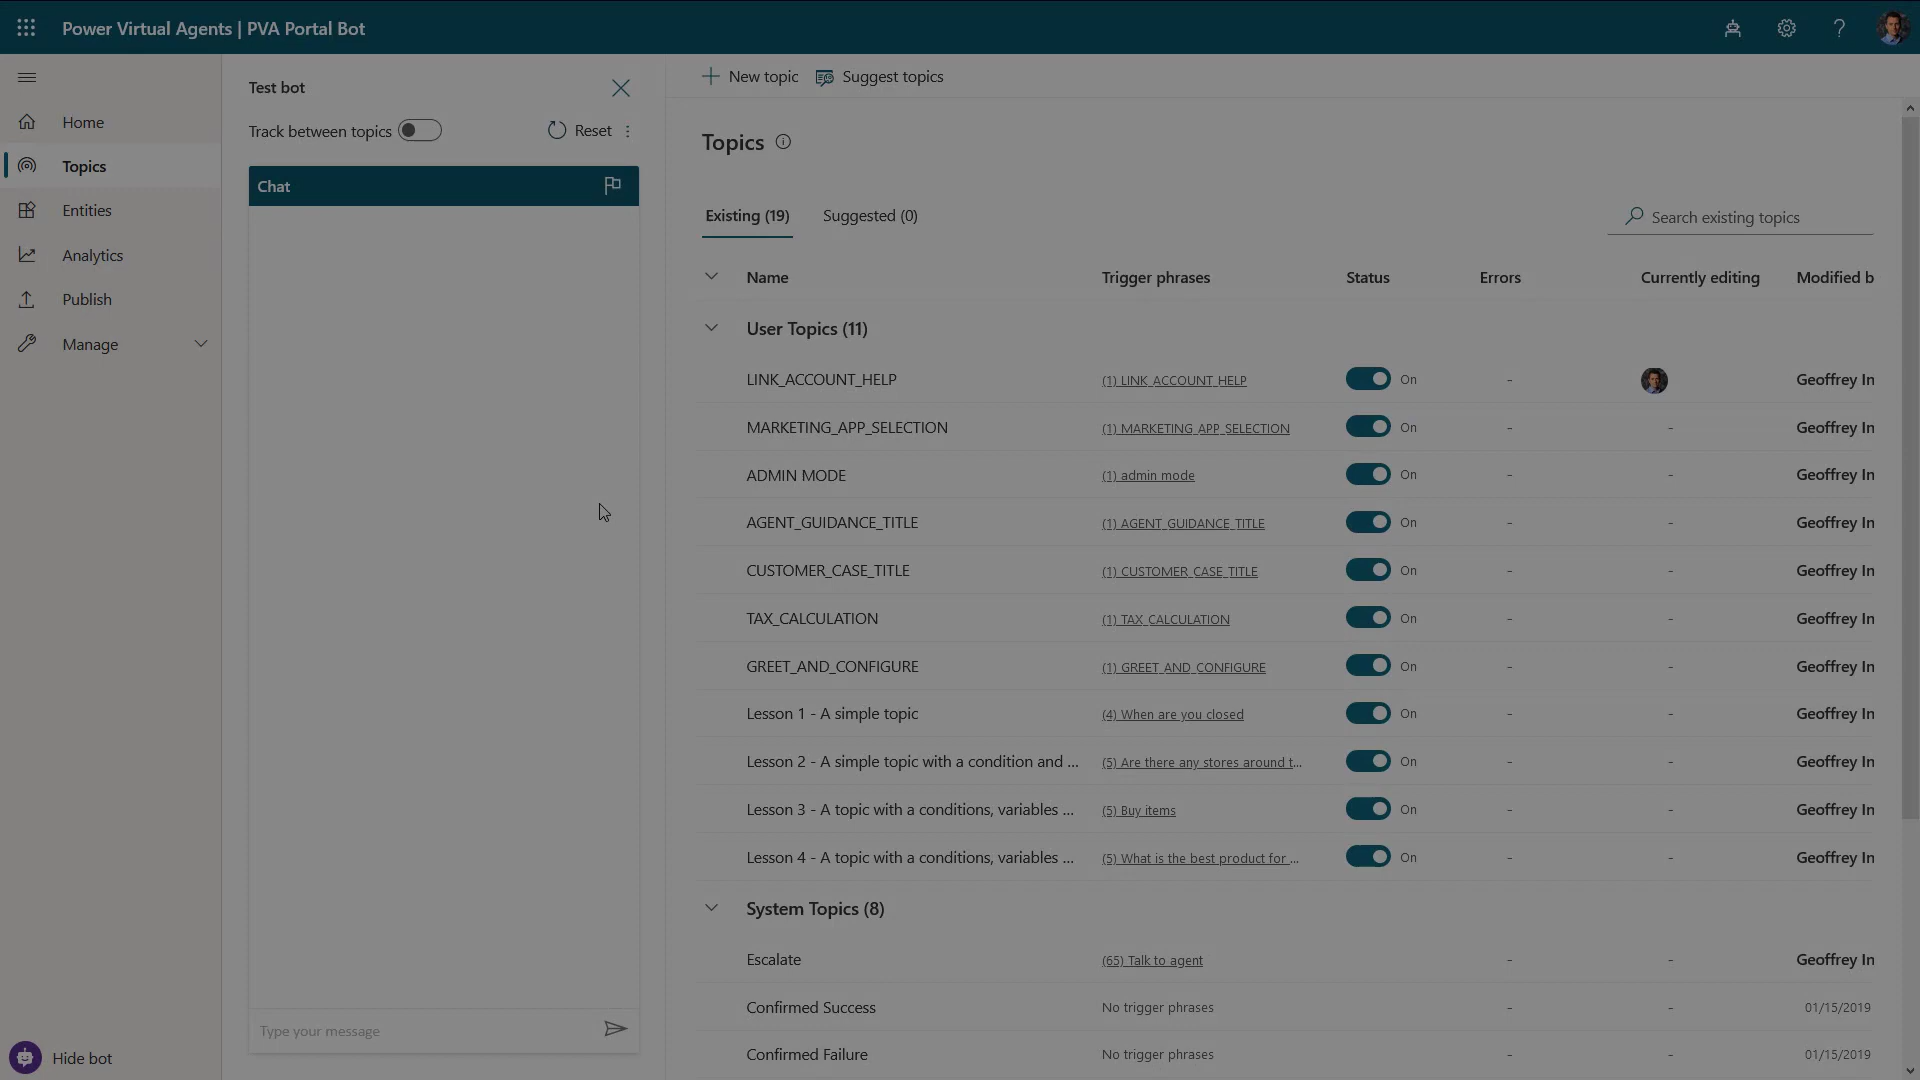 Power Virtual Agents | PVA Portal Bot
Home
Topics
Entities
Analytics
Publish
Manage
Hide bot
Test bot
Track between topics
Reset
Chat
Type your message
New topic
Suggest topics
Topics
Existing (19)
Suggested (0)
Search existing topics
Name Trigger phrases Status Errors Currently editing Modified b
User Topics (11)
LINK_ACCOUNT_HELP (1) LINK_ACCOUNT_HELP On - Geoffrey In
MARKETING_APP_SELECTION (1) MARKETING_APP_SELECTION On - - Geoffrey In
ADMIN MODE (1) admin mode On - - Geoffrey In
AGENT_GUIDANCE_TITLE (1) AGENT_GUIDANCE_TITLE On - - Geoffrey In
CUSTOMER_CASE_TITLE (1) CUSTOMER_CASE_TITLE On - - Geoffrey In
TAX_CALCULATION (1) TAX_CALCULATION On - - Geoffrey In
GREET_AND_CONFIGURE (1) GREET_AND_CONFIGURE On - - Geoffrey In
Lesson 1 - A simple topic (4) When are you closed On - - Geoffrey In
Lesson 2 - A simple topic with a condition and ... (5) Are there any stores around t... On - - Geoffrey In
Lesson 3 - A topic with a conditions, variables ... (5) Buy items On - - Geoffrey In
Lesson 4 - A topic with a conditions, variables ... (5) What is the best product for ... On - - Geoffrey In
System Topics (8)
Escalate (65) Talk to agent - - Geoffrey In
Confirmed Success No trigger phrases - - 01/15/2019
Confirmed Failure No trigger phrases - - 01/15/2019